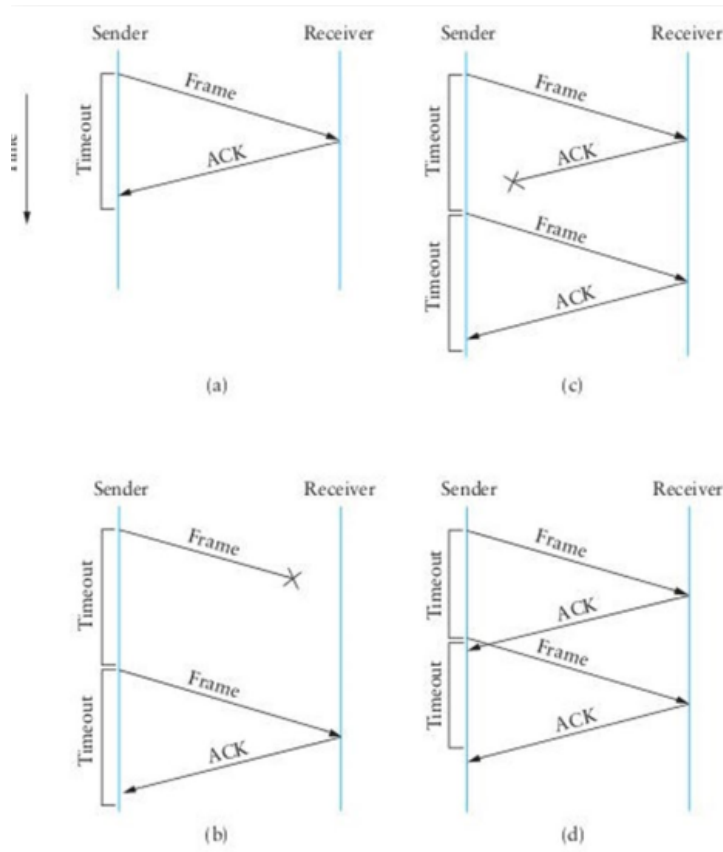 Sender
Receiver
Timeout
Frame
ACK
(a)
Sender
Receiver
Timeout
Frame
ACK
Timeout
Frame
ACK
(c)
Sender
Receiver
Timeout
Frame
Timeout
Frame
ACK
(b)
Sender
Receiver
Timeout
Frame
ACK
Timeout
Frame
ACK
(d)